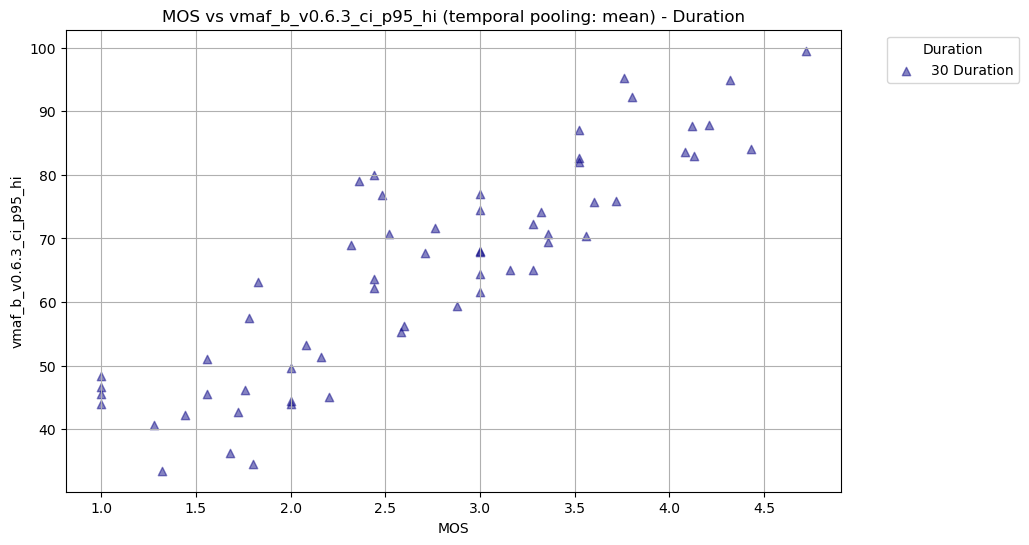 MOS vs vmaf_b_v0.6.3_ci_p95_hi (temporal pooling: mean) - Duration
Duration
30 Duration
vmaf_b_v0.6.3_ci_p95_hi
100
90
80
70
60
50
40
1.0 1.5 2.0 2.5 3.0 3.5 4.0 4.5
MOS